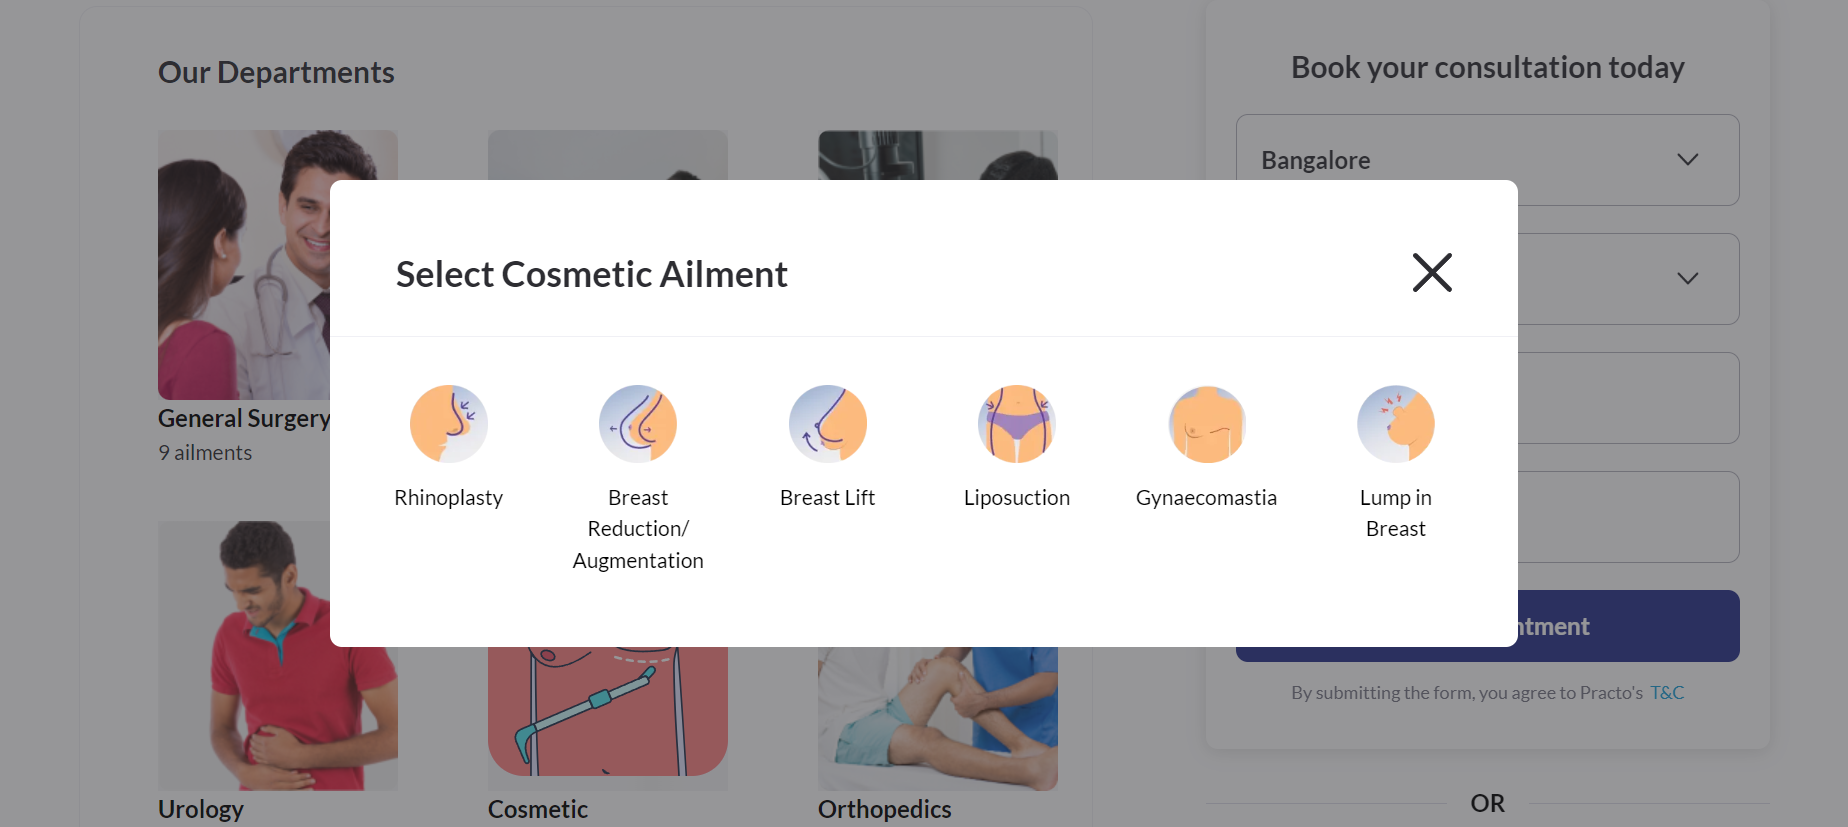 Our Departments
General Surgery
9 ailments
Urology
Cosmetic
Orthopedics
Select Cosmetic Ailment
Rhinoplasty
Breast
Reduction/
Augmentation
Breast Lift
Liposuction
Gynaecomastia
Lump in
Breast
Book your consultation today
Bangalore
ntment
By submitting the form, you agree to Practo's T&C
OR